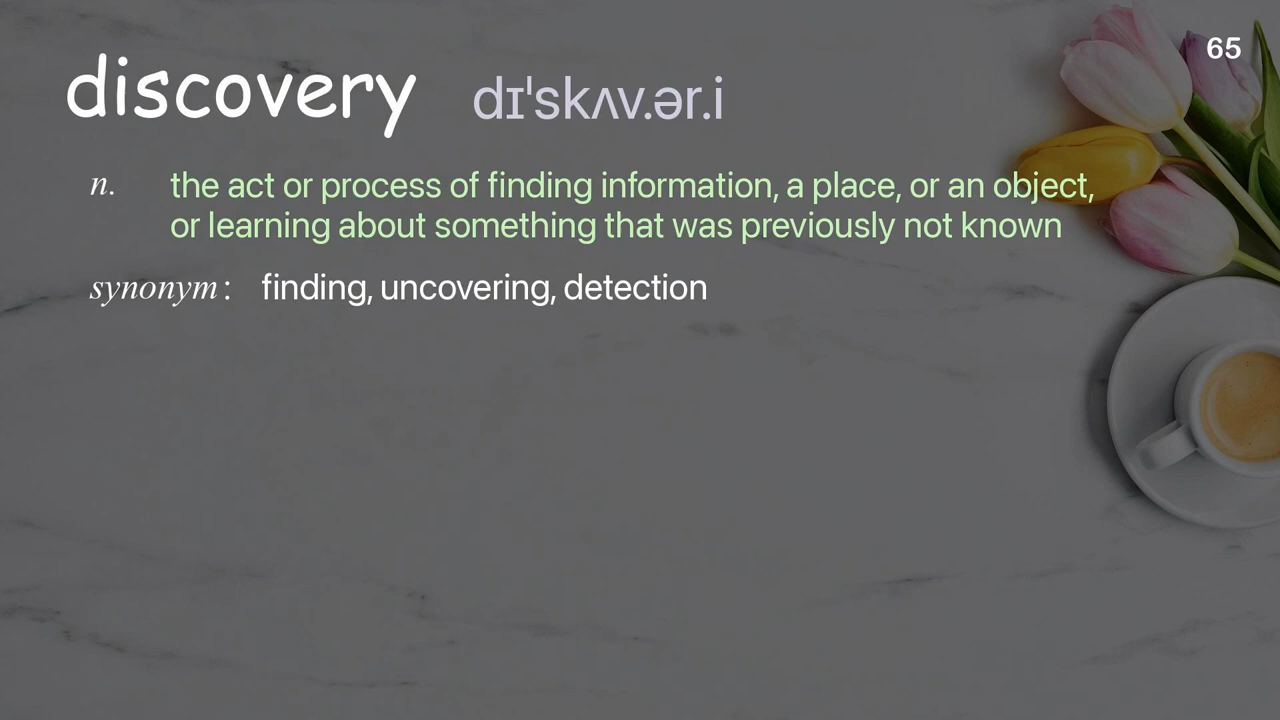 65
discovery dɪˈskʌv.ər.i
n. the act or process of finding information, a place, or an object,
or learning about something that was previously not known
synonym: finding, uncovering, detection